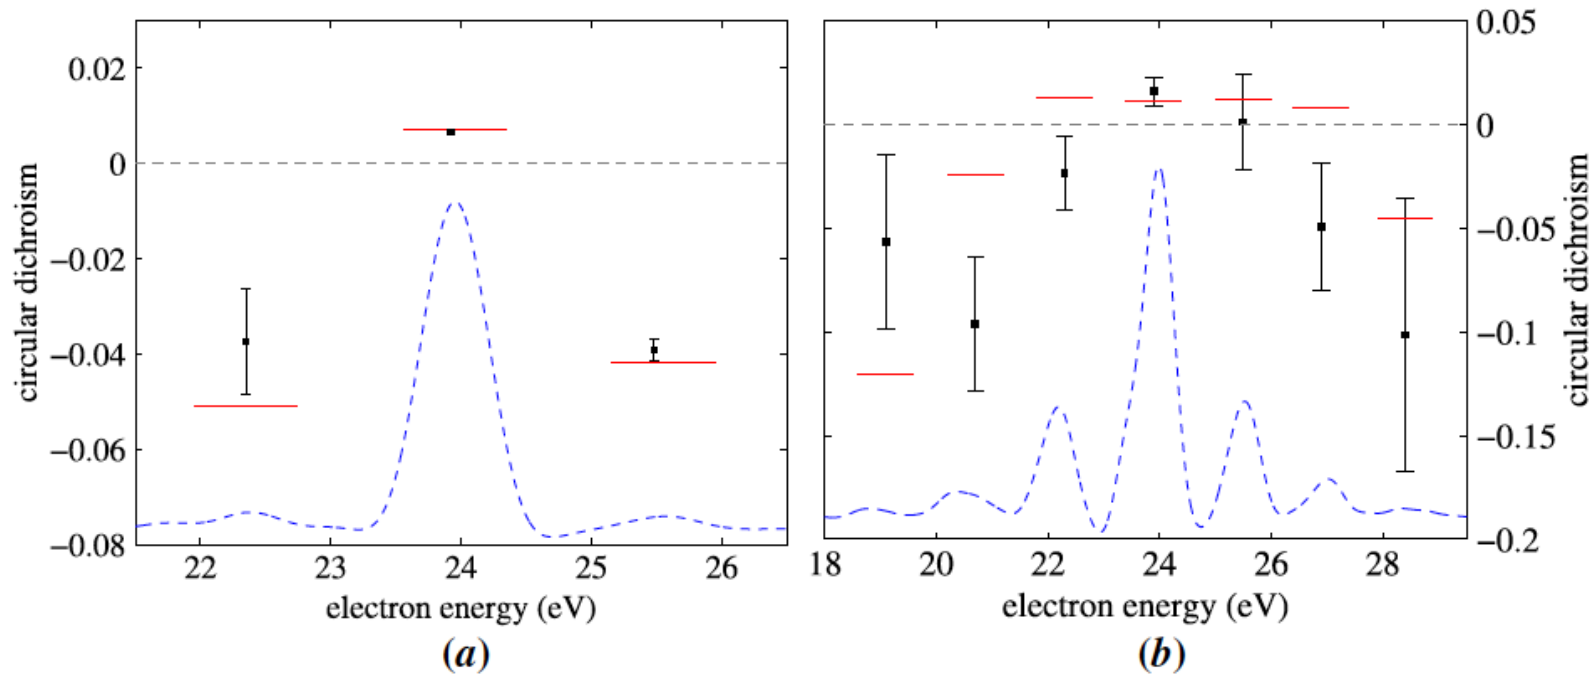 circular dichroism
0.02
0
−0.02
−0.04
−0.06
−0.08
22 23 24 25 26
electron energy (eV)
(a)
0.05
0
−0.05
−0.1
−0.15
−0.2
circular dichroism
18 20 22 24 26 28
electron energy (eV)
(b)